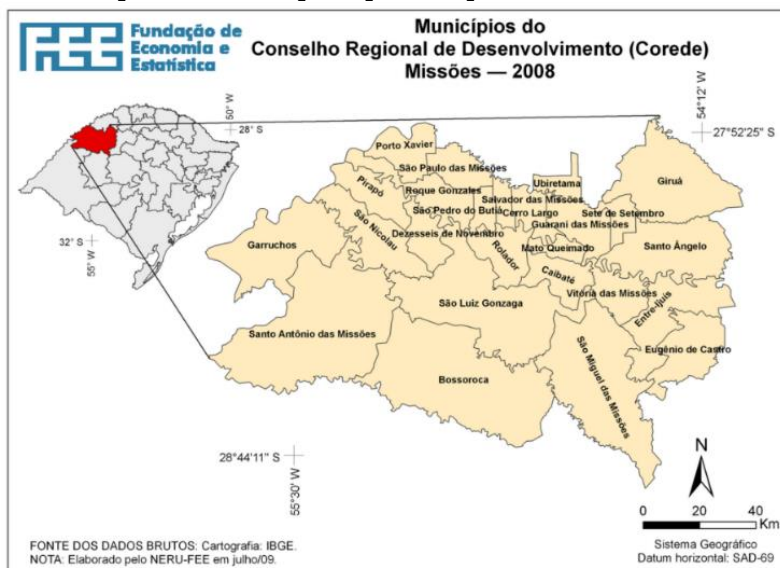 FEE Fundação de
Economia e
Estatística
Municípios do
Conselho Regional de Desenvolvimento (Corede)
Missões — 2008
50° W
28° S
32° S
55° W
54°12' W
27°52'25" S
Porto Xavier
São Paulo das Missões
Pirapó
Roque Gonzales
Ubiretama
Giruá
Salvador das Missões
São Pedro do Butiá
Cerro Largo
Sete de Setembro
Guarani das Missões
São Nicolau
Dezesseis de Novembro
Rolador
Mato Queimado
Santo Ângelo
Garruchos
Caibaté
Vitória das Missões
São Luiz Gonzaga
Entre-Ijuís
Santo Antônio das Missões
Eugênio de Castro
São Miguel das Missões
Bossoroca
28°44'11" S
55°30' W
N
0 20 40
Km
FONTE DOS DADOS BRUTOS: Cartografia: IBGE.
NOTA: Elaborado pelo NERU-FEE em julho/09.
Sistema Geográfico
Datum horizontal: SAD-69